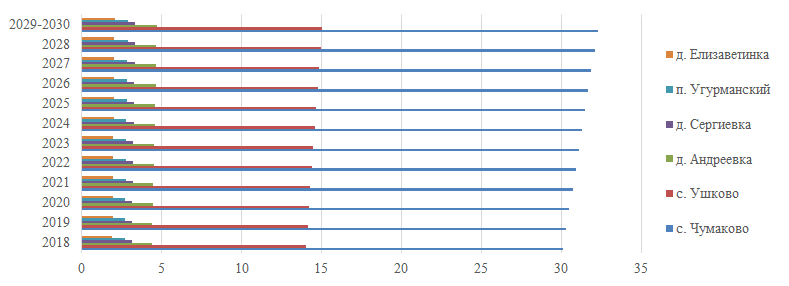 2029-2030
2028
2027
2026
2025
2024
2023
2022
2021
2020
2019
2018
0 5 10 15 20 25 30 35
д. Елизаветинка
п. Угурманский
д. Сергиевка
д. Андреевка
с. Ушково
с. Чумаково